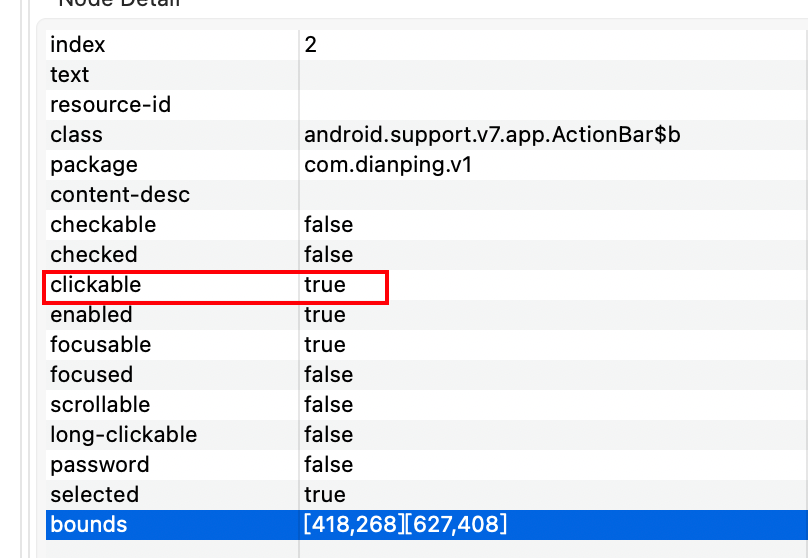 Node Detail
index 2
text
resource-id
class android.support.v7.app.ActionBar$b
package com.dianping.v1
content-desc
checkable false
checked false
clickable true
enabled true
focusable true
focused false
scrollable false
long-clickable false
password false
selected true
bounds [418,268][627,408]